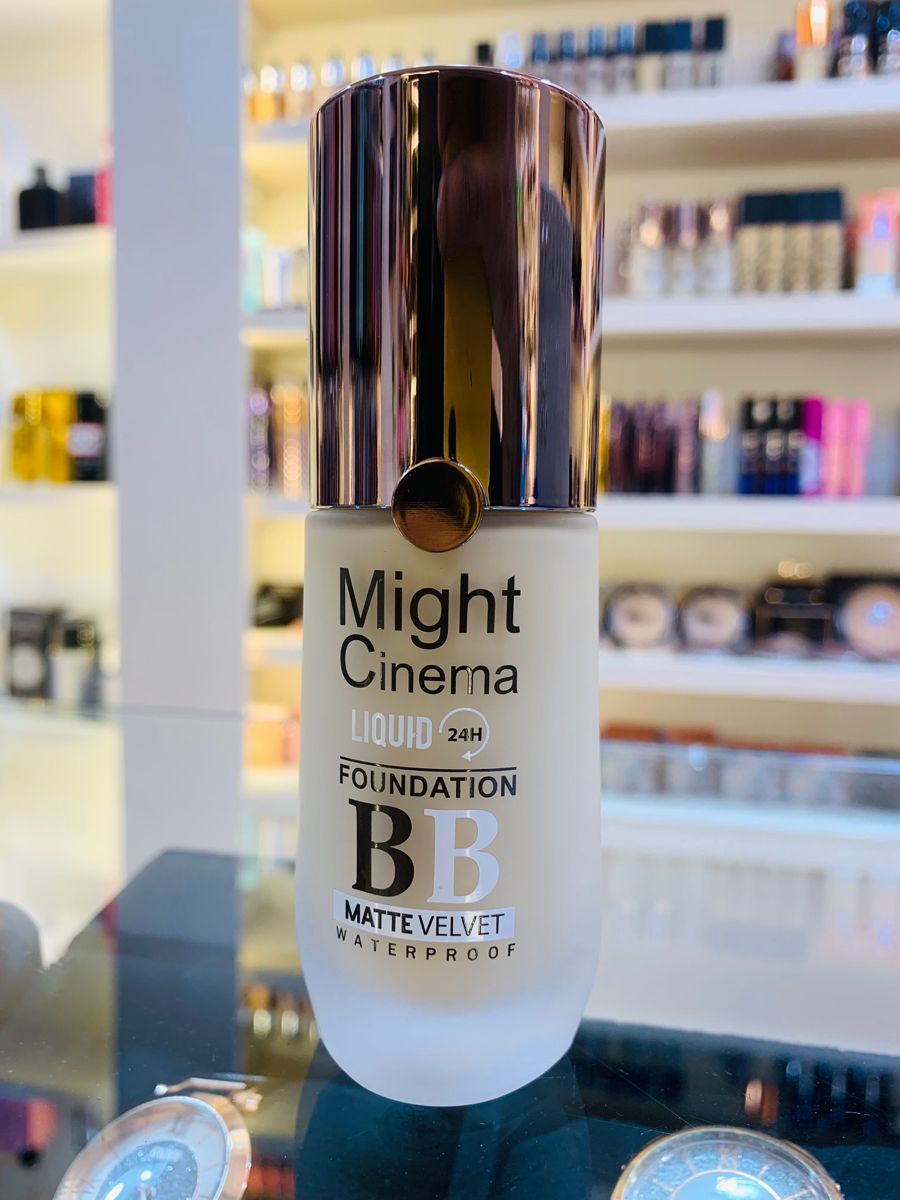 Might
Cinema
LIQUID 24H
FOUNDATION
BB
MATTE VELVET
WATERPROOF